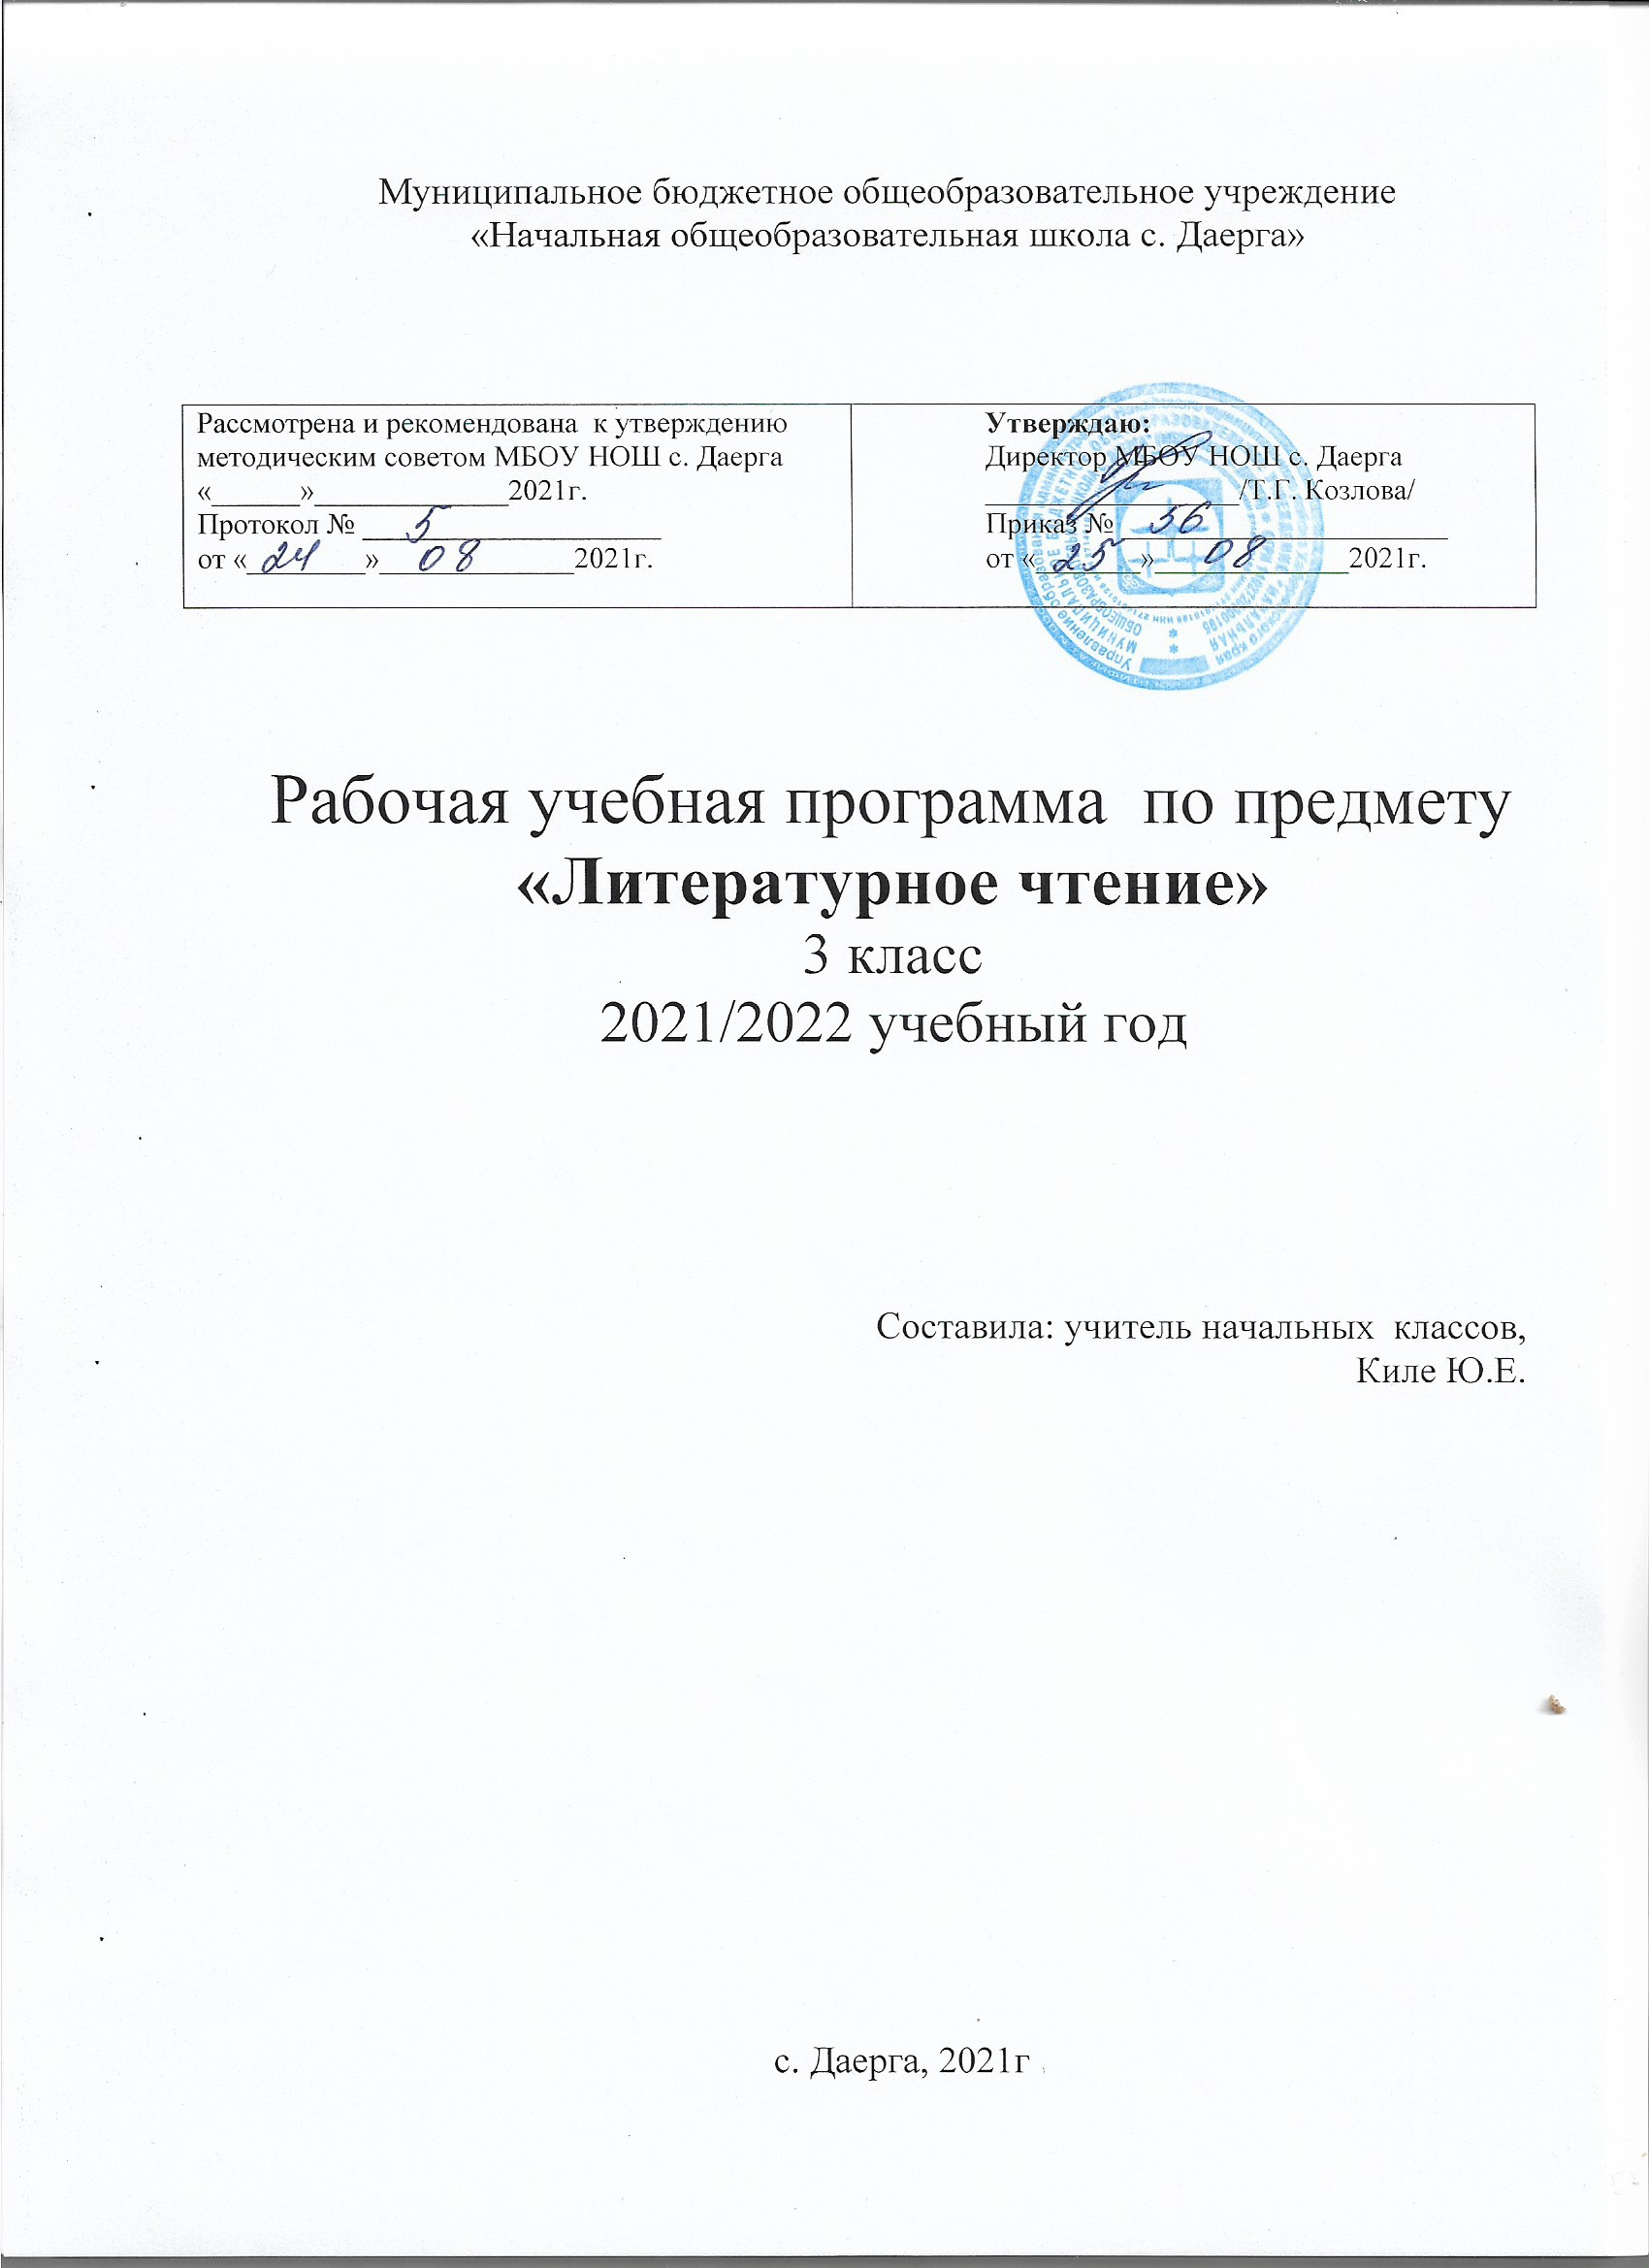 Муниципальное бюджетное общеобразовательное учреждение
«Начальная общеобразовательная школа с. Даерга»
Рассмотрена и рекомендована к утверждению
методическим советом МБОУ НОШ с. Даерга
«______»_____________2021г.
Протокол № 5
от «24» 08 2021г.
Утверждаю:
Директор МБОУ НОШ с. Даерга
_________________/Т.Г. Козлова/
Приказ № 56
от «25» 08 2021г.
Рабочая учебная программа по предмету
«Литературное чтение»
3 класс
2021/2022 учебный год
Составила: учитель начальных классов,
Киле Ю.Е.
с. Даерга, 2021г